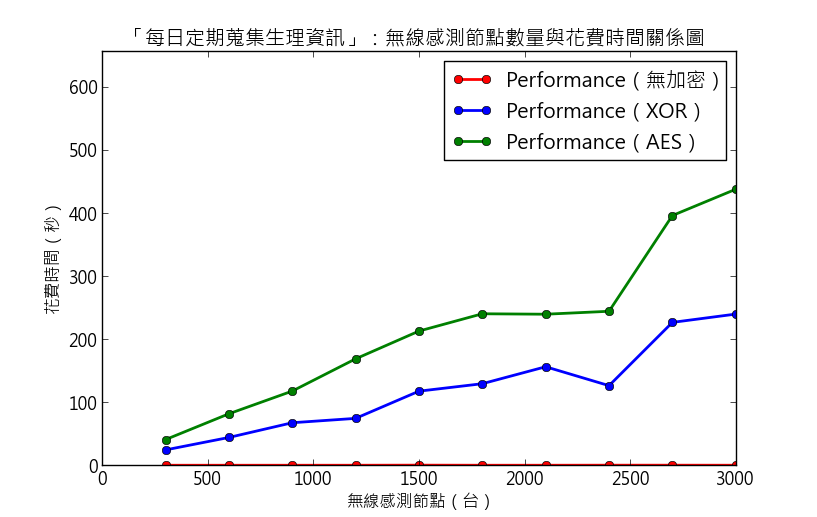 「每日定期蒐集生理資訊」：無線感測節點數量與花費時間關係圖
Performance（無加密）
Performance（XOR）
Performance（AES）
花費時間（秒）
600
500
400
300
200
100
0
0 500 1000 1500 2000 2500 3000
無線感測節點（台）